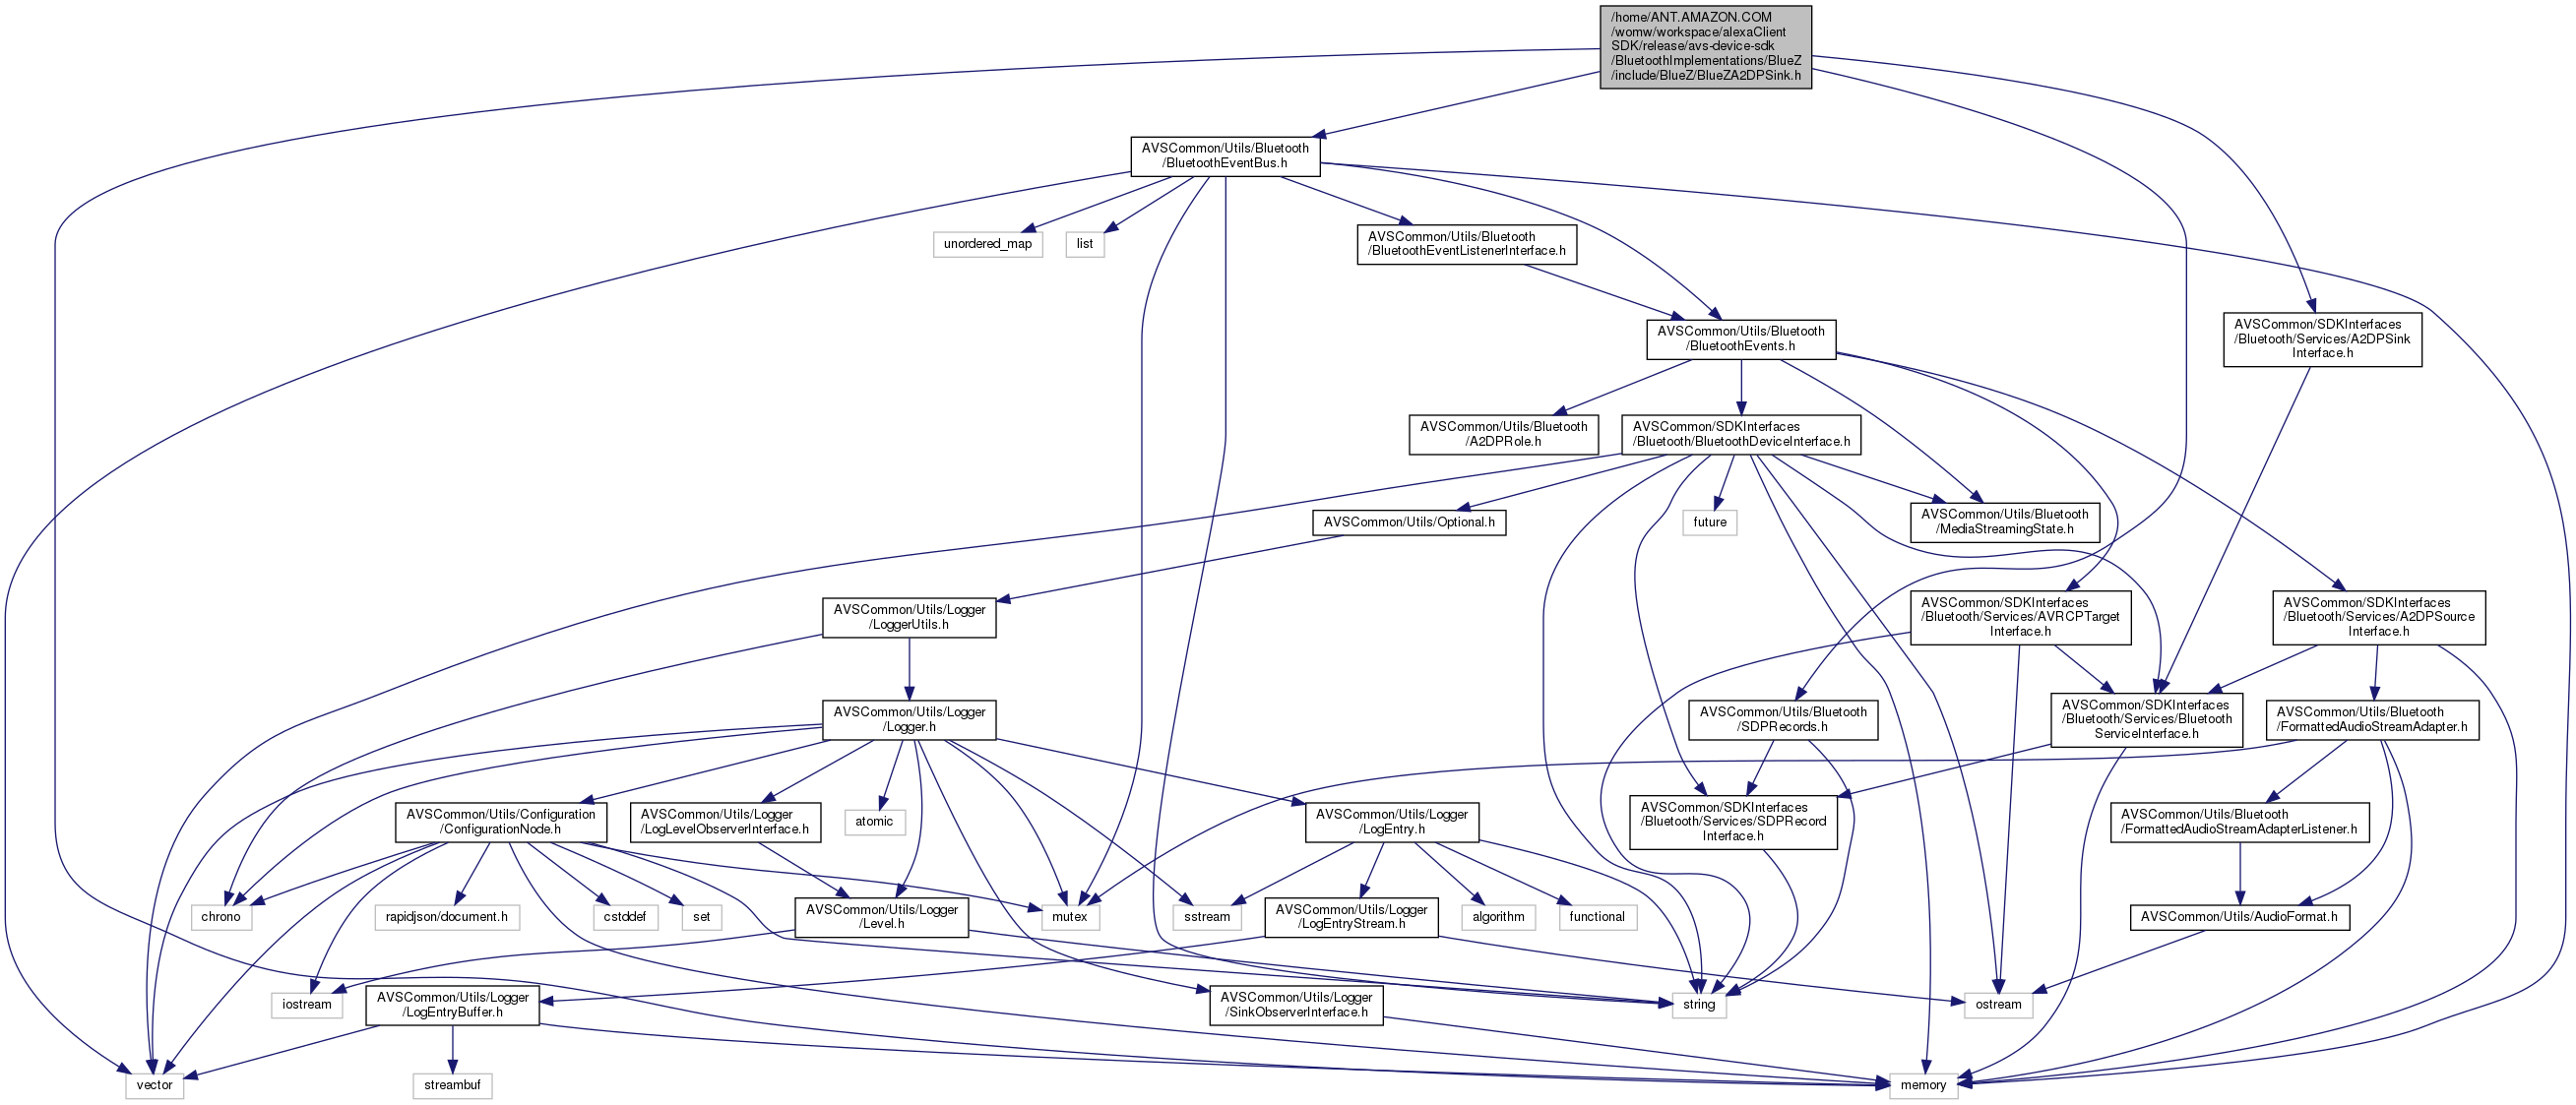 /home/ANT.AMAZON.COM
/womw/workspace/alexaClient
SDK/release/avs-device-sdk
/BluetoothImplementations/BlueZ
/include/BlueZ/BlueZA2DPSink.h
AVSCommon/Utils/Bluetooth
/BluetoothEventBus.h
unordered_map
list
AVSCommon/Utils/Bluetooth
/BluetoothEventListenerInterface.h
AVSCommon/Utils/Bluetooth
/BluetoothEvents.h
AVSCommon/SDKInterfaces
/Bluetooth/Services/A2DPSink
Interface.h
AVSCommon/Utils/Bluetooth
/A2DPRole.h
AVSCommon/SDKInterfaces
/Bluetooth/BluetoothDeviceInterface.h
AVSCommon/Utils/Optional.h
future
AVSCommon/Utils/Bluetooth
/MediaStreamingState.h
AVSCommon/Utils/Logger
/LoggerUtils.h
AVSCommon/SDKInterfaces
/Bluetooth/Services/AVRCPTarget
Interface.h
AVSCommon/SDKInterfaces
/Bluetooth/Services/A2DPSource
Interface.h
AVSCommon/Utils/Logger
/Logger.h
AVSCommon/Utils/Bluetooth
/SDPRecords.h
AVSCommon/SDKInterfaces
/Bluetooth/Services/Bluetooth
ServiceInterface.h
AVSCommon/Utils/Bluetooth
/FormattedAudioStreamAdapter.h
AVSCommon/Utils/Configuration
/ConfigurationNode.h
AVSCommon/Utils/Logger
/LogLevelObserverInterface.h
atomic
AVSCommon/Utils/Logger
/LogEntry.h
AVSCommon/SDKInterfaces
/Bluetooth/Services/SDPRecord
Interface.h
AVSCommon/Utils/Bluetooth
/FormattedAudioStreamAdapterListener.h
chrono
rapidjson/document.h
cstddef
set
AVSCommon/Utils/Logger
/Level.h
mutex
sstream
AVSCommon/Utils/Logger
/LogEntryStream.h
algorithm
functional
AVSCommon/Utils/AudioFormat.h
iostream
AVSCommon/Utils/Logger
/LogEntryBuffer.h
AVSCommon/Utils/Logger
/SinkObserverInterface.h
string
ostream
vector
streambuf
memory